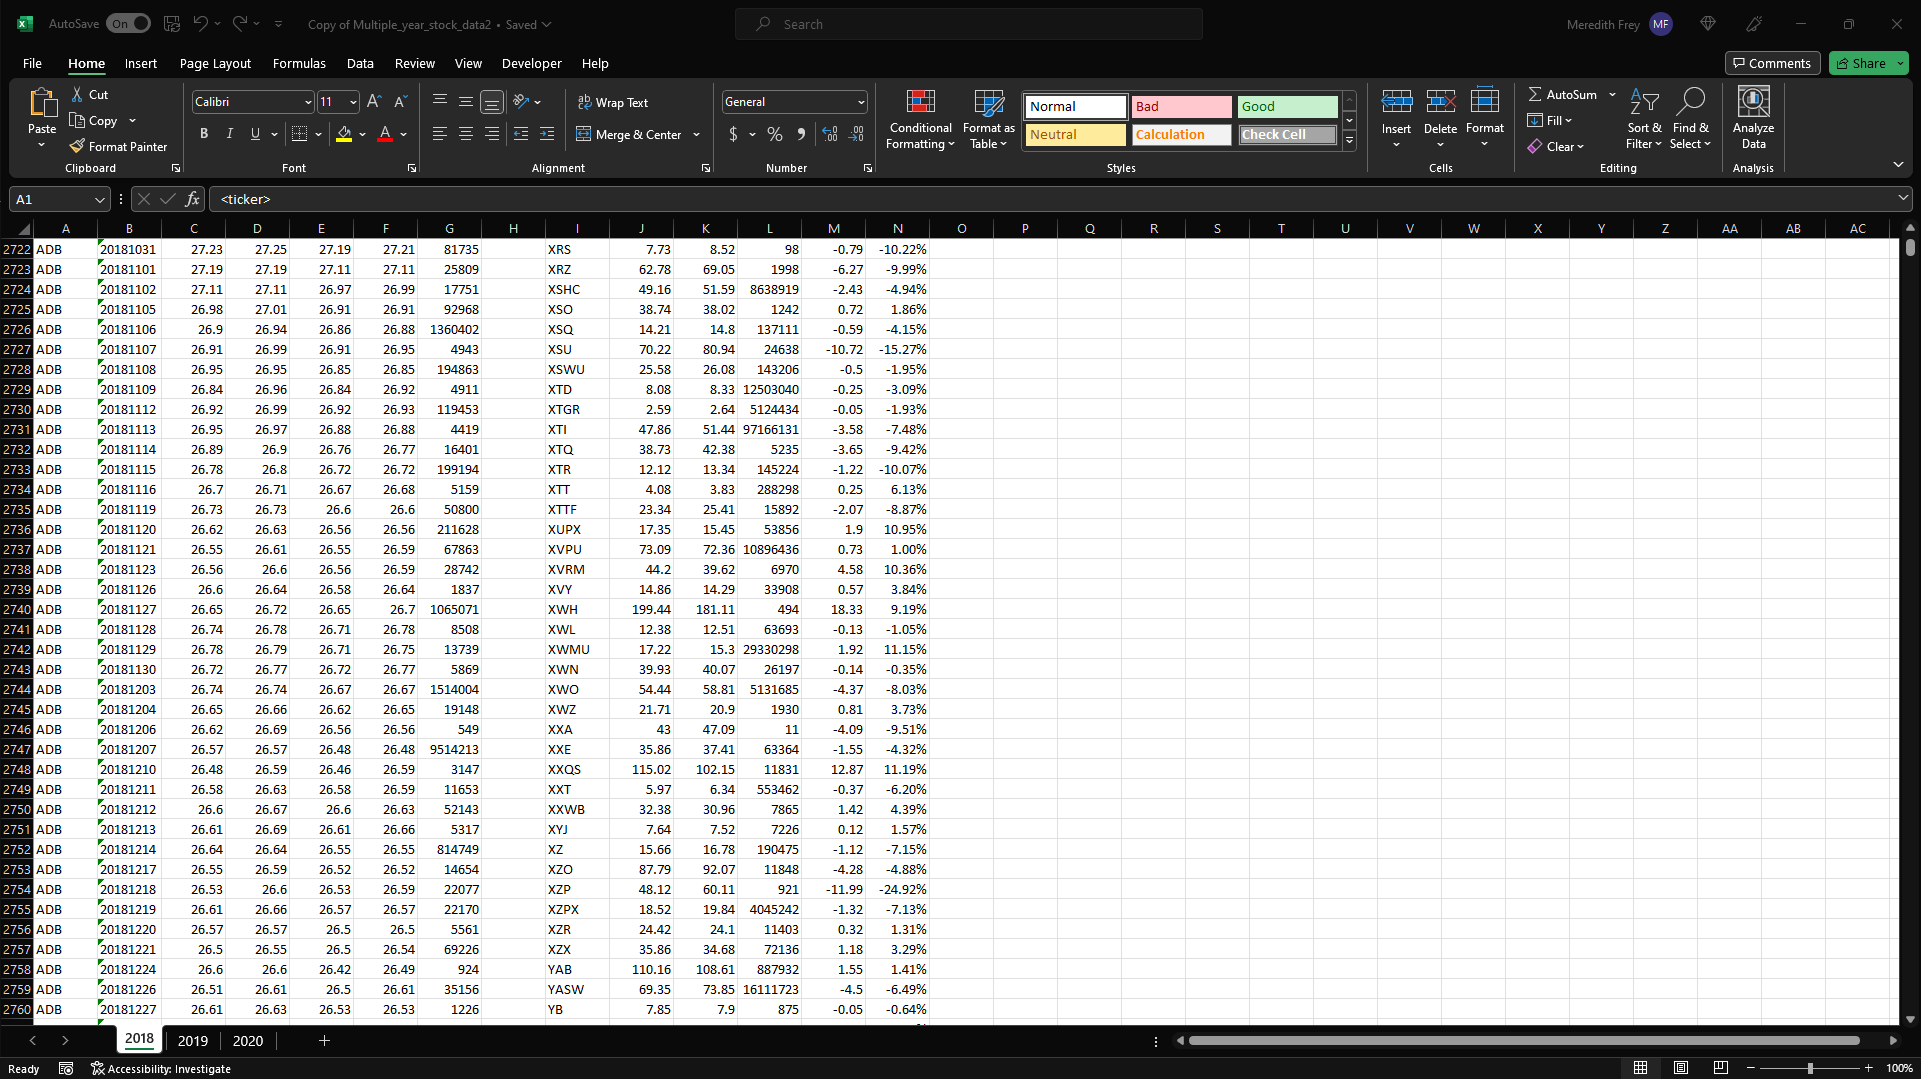 AutoSave On Copy of Multiple_year_stock_data2 • Saved Search Meredith Frey MF
File Home Insert Page Layout Formulas Data Review View Developer Help Comments Share
Paste Cut Copy Format Painter Clipboard
Calibri 11 B I U Font
Wrap Text Merge & Center Alignment
General $ % Number
Conditional Formatting Format as Table Normal Bad Good Neutral Calculation Check Cell Styles
Insert Delete Format Cells
AutoSum Fill Clear Sort & Filter Find & Select Editing
Analyze Data Analysis
A1 fx <ticker>
A B C D E F G H I J K L M N O P Q R S T U V W X Y Z AA AB AC
2722 ADB 20181031 27.23 27.25 27.19 27.21 81735 XRS 7.73 8.52 98 -0.79 -10.22%
2723 ADB 20181101 27.19 27.19 27.11 27.11 25809 XRZ 62.78 69.05 1998 -6.27 -9.99%
2724 ADB 20181102 27.11 27.11 26.97 26.99 17751 XSHC 49.16 51.59 8638919 -2.43 -4.94%
2725 ADB 20181105 26.98 27.01 26.91 26.91 92968 XSO 38.74 38.02 1242 0.72 1.86%
2726 ADB 20181106 26.9 26.94 26.86 26.88 1360402 XSQ 14.21 14.8 137111 -0.59 -4.15%
2727 ADB 20181107 26.91 26.99 26.91 26.95 4943 XSU 70.22 80.94 24638 -10.72 -15.27%
2728 ADB 20181108 26.95 26.95 26.85 26.85 194863 XSWU 25.58 26.08 143206 -0.5 -1.95%
2729 ADB 20181109 26.84 26.96 26.84 26.92 4911 XTD 8.08 8.33 12503040 -0.25 -3.09%
2730 ADB 20181112 26.92 26.99 26.92 26.93 119453 XTGR 2.59 2.64 5124434 -0.05 -1.93%
2731 ADB 20181113 26.95 26.97 26.88 26.88 4419 XTI 47.86 51.44 97166131 -3.58 -7.48%
2732 ADB 20181114 26.89 26.9 26.76 26.77 16401 XTQ 38.73 42.38 5235 -3.65 -9.42%
2733 ADB 20181115 26.78 26.8 26.72 26.72 199194 XTR 12.12 13.34 145224 -1.22 -10.07%
2734 ADB 20181116 26.7 26.71 26.67 26.68 5159 XTT 4.08 3.83 288298 0.25 6.13%
2735 ADB 20181119 26.73 26.73 26.6 26.6 50800 XTTF 23.34 25.41 15892 -2.07 -8.87%
2736 ADB 20181120 26.62 26.63 26.56 26.56 211628 XUPX 17.35 15.45 53856 1.9 10.95%
2737 ADB 20181121 26.55 26.61 26.55 26.59 67863 XVPU 73.09 72.36 10896436 0.73 1.00%
2738 ADB 20181123 26.56 26.6 26.56 26.59 28742 XVRM 44.2 39.62 6970 4.58 10.36%
2739 ADB 20181126 26.6 26.64 26.58 26.64 1837 XVY 14.86 14.29 33908 0.57 3.84%
2740 ADB 20181127 26.65 26.72 26.65 26.7 1065071 XWH 199.44 181.11 494 18.33 9.19%
2741 ADB 20181128 26.74 26.78 26.71 26.78 8508 XWL 12.38 12.51 63693 -0.13 -1.05%
2742 ADB 20181129 26.78 26.79 26.71 26.75 13739 XWMU 17.22 15.3 29330298 1.92 11.15%
2743 ADB 20181130 26.72 26.77 26.72 26.77 5869 XWN 39.93 40.07 26197 -0.14 -0.35%
2744 ADB 20181203 26.74 26.74 26.67 26.67 1514004 XWO 54.44 58.81 5131685 -4.37 -8.03%
2745 ADB 20181204 26.65 26.66 26.62 26.65 19148 XWZ 21.71 20.9 1930 0.81 3.73%
2746 ADB 20181206 26.62 26.69 26.56 26.56 549 XXA 43 47.09 11 -4.09 -9.51%
2747 ADB 20181207 26.57 26.57 26.48 26.48 9514213 XXE 35.86 37.41 63364 -1.55 -4.32%
2748 ADB 20181210 26.48 26.59 26.46 26.59 3147 XXQS 115.02 102.15 11831 12.87 11.19%
2749 ADB 20181211 26.58 26.63 26.58 26.59 11653 XXT 5.97 6.34 553462 -0.37 -6.20%
2750 ADB 20181212 26.6 26.67 26.6 26.63 52143 XXWB 32.38 30.96 7865 1.42 4.39%
2751 ADB 20181213 26.61 26.69 26.61 26.66 5317 XYJ 7.64 7.52 7226 0.12 1.57%
2752 ADB 20181214 26.64 26.64 26.55 26.55 814749 XZ 15.66 16.78 190475 -1.12 -7.15%
2753 ADB 20181217 26.55 26.59 26.52 26.52 14654 XZO 87.79 92.07 11848 -4.28 -4.88%
2754 ADB 20181218 26.53 26.6 26.53 26.59 22077 XZP 48.12 60.11 921 -11.99 -24.92%
2755 ADB 20181219 26.61 26.66 26.57 26.57 22170 XZPX 18.52 19.84 4045242 -1.32 -7.13%
2756 ADB 20181220 26.57 26.57 26.5 26.5 5561 XZR 24.42 24.1 11403 0.32 1.31%
2757 ADB 20181221 26.5 26.55 26.5 26.54 69226 XZX 35.86 34.68 72136 1.18 3.29%
2758 ADB 20181224 26.6 26.6 26.42 26.49 924 YAB 110.16 108.61 887932 1.55 1.41%
2759 ADB 20181226 26.51 26.61 26.5 26.61 35156 YASW 69.35 73.85 16111723 -4.5 -6.49%
2760 ADB 20181227 26.61 26.63 26.53 26.53 1226 YB 7.85 7.9 875 -0.05 -0.64%
2018 2019 2020
Ready Accessibility: Investigate 100%